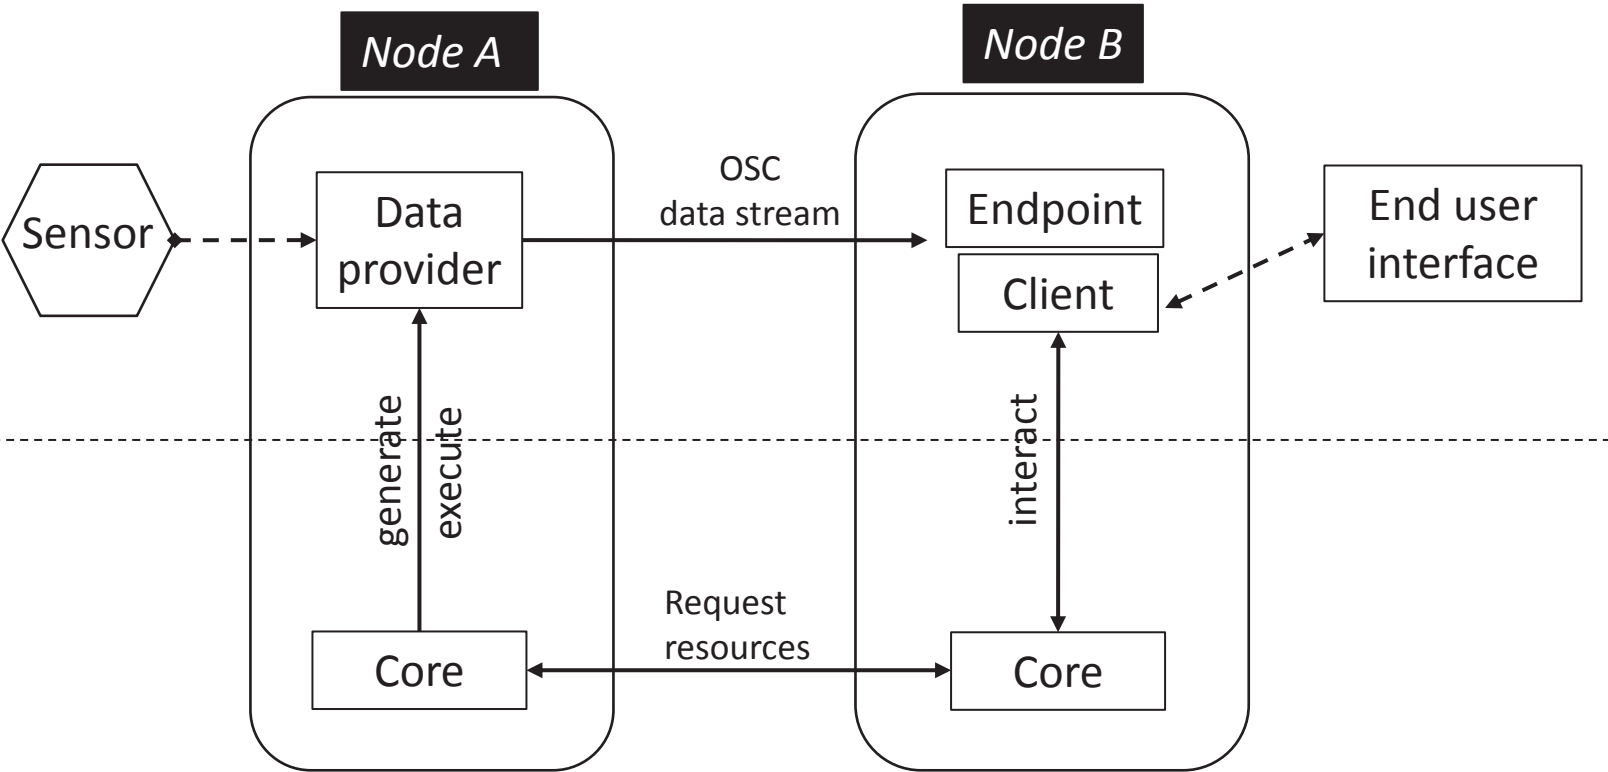 Node A
Node B
Sensor
Data
provider
OSC
data stream
Endpoint
Client
End user
interface
generate
execute
interact
Request
resources
Core
Core